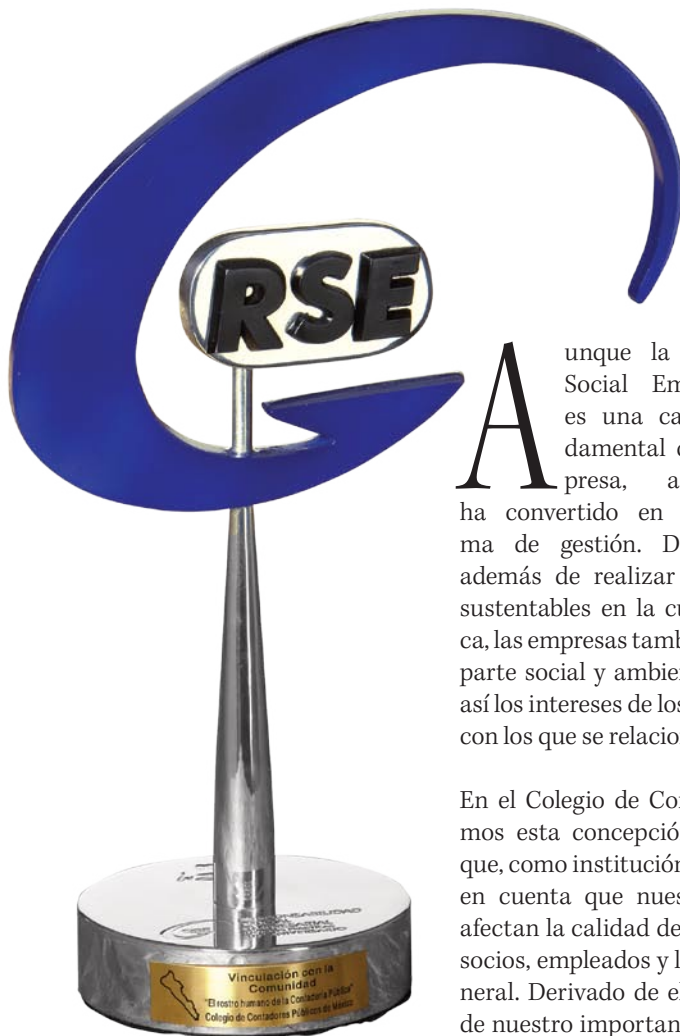 RSE
Vinculación con la
Comunidad
"El rostro humano de la Contaduría Pública"
Colegio de Contadores Públicos de México
Aunque la
Social Em
es una ca
damental d
presa, a
ha convertido en
ma de gestión. D
además de realizar
sustentables en la cu
ca, las empresas tamb
parte social y ambie
así los intereses de los
con los que se relacio
En el Colegio de Co
mos esta concepció
que, como institución
en cuenta que nues
afectan la calidad de
socios, empleados y l
neral. Derivado de e
de nuestro importan